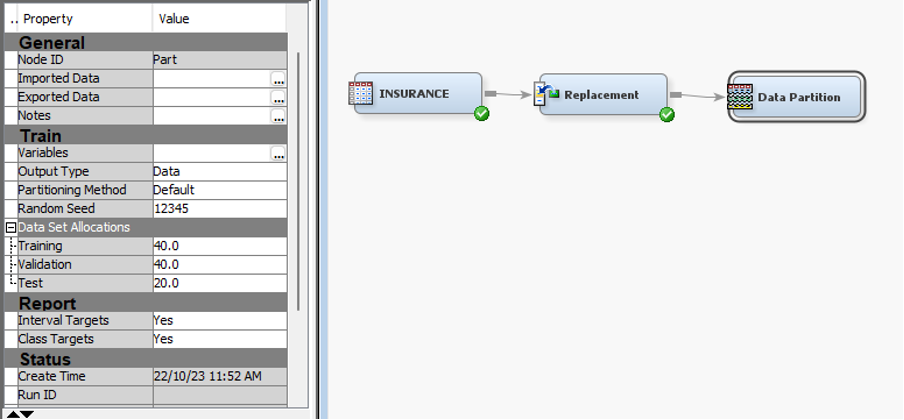 .. Property Value
General
Node ID Part
Imported Data ...
Exported Data ...
Notes ...
Train
Variables ...
Output Type Data
Partitioning Method Default
Random Seed 12345
Data Set Allocations
Training 40.0
Validation 40.0
Test 20.0
Report
Interval Targets Yes
Class Targets Yes
Status
Create Time 22/10/23 11:52 AM
Run ID
INSURANCE
Replacement
Data Partition